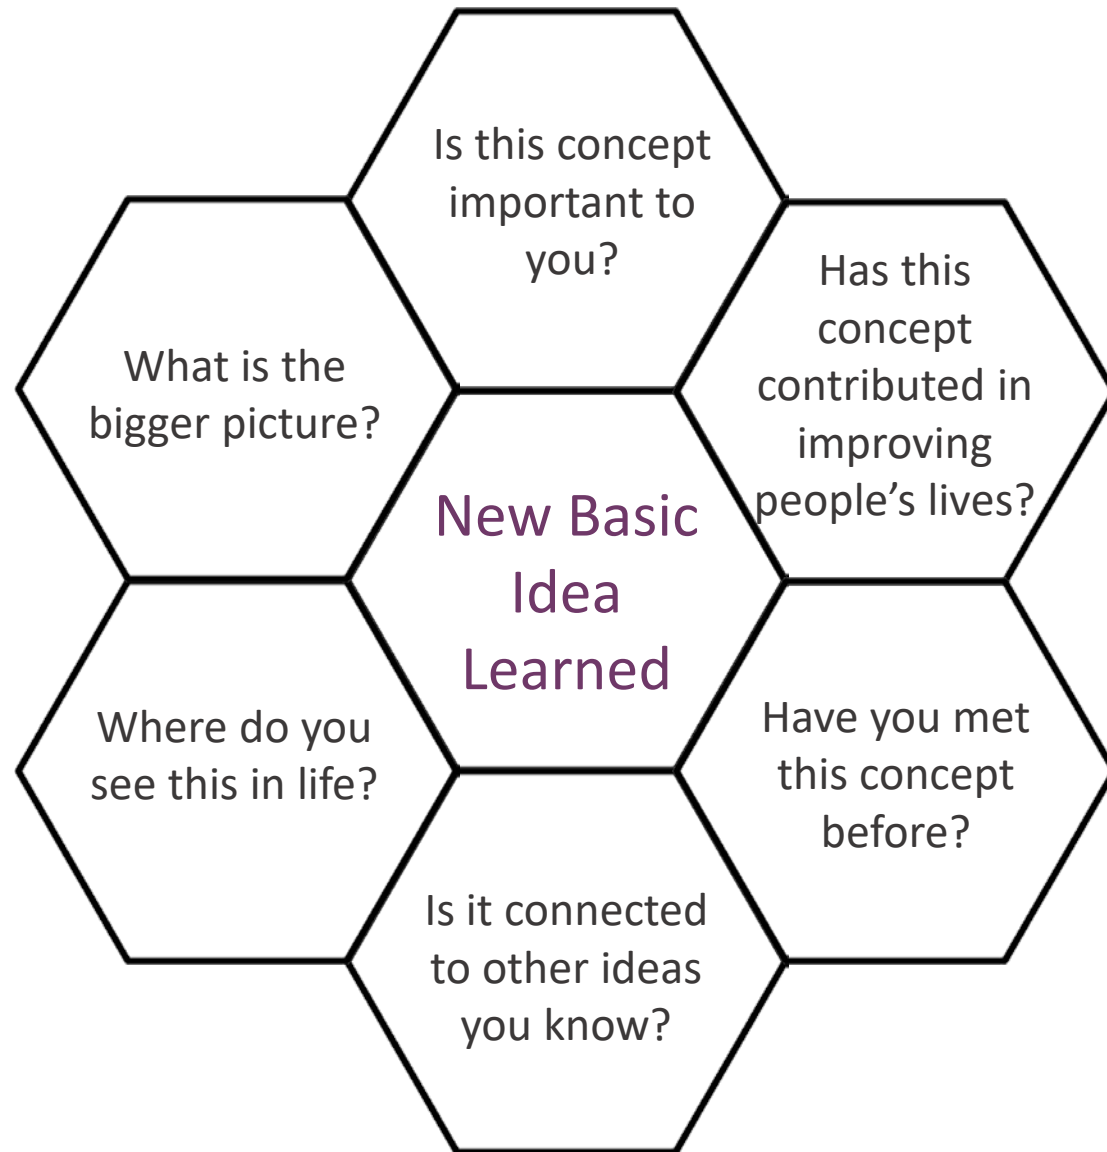 Is this concept
important to
you?
Has this
concept
contributed in
improving
people’s lives?
What is the
bigger picture?
New Basic
Idea
Learned
Where do you
see this in life?
Have you met
this concept
before?
Is it connected
to other ideas
you know?